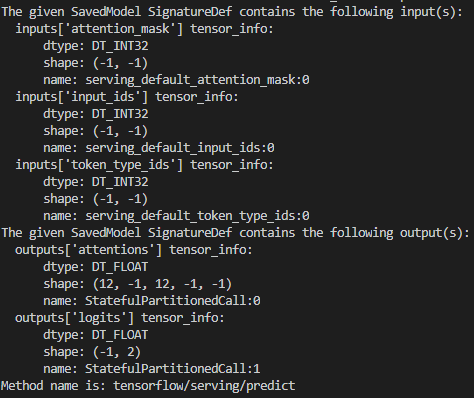 The given SavedModel SignatureDef contains the following input(s):
  inputs['attention_mask'] tensor_info:
      dtype: DT_INT32
      shape: (-1, -1)
      name: serving_default_attention_mask:0
  inputs['input_ids'] tensor_info:
      dtype: DT_INT32
      shape: (-1, -1)
      name: serving_default_input_ids:0
  inputs['token_type_ids'] tensor_info:
      dtype: DT_INT32
      shape: (-1, -1)
      name: serving_default_token_type_ids:0
The given SavedModel SignatureDef contains the following output(s):
  outputs['attentions'] tensor_info:
      dtype: DT_FLOAT
      shape: (12, -1, 12, -1, -1)
      name: StatefulPartitionedCall:0
  outputs['logits'] tensor_info:
      dtype: DT_FLOAT
      shape: (-1, 2)
      name: StatefulPartitionedCall:1
Method name is: tensorflow/serving/predict